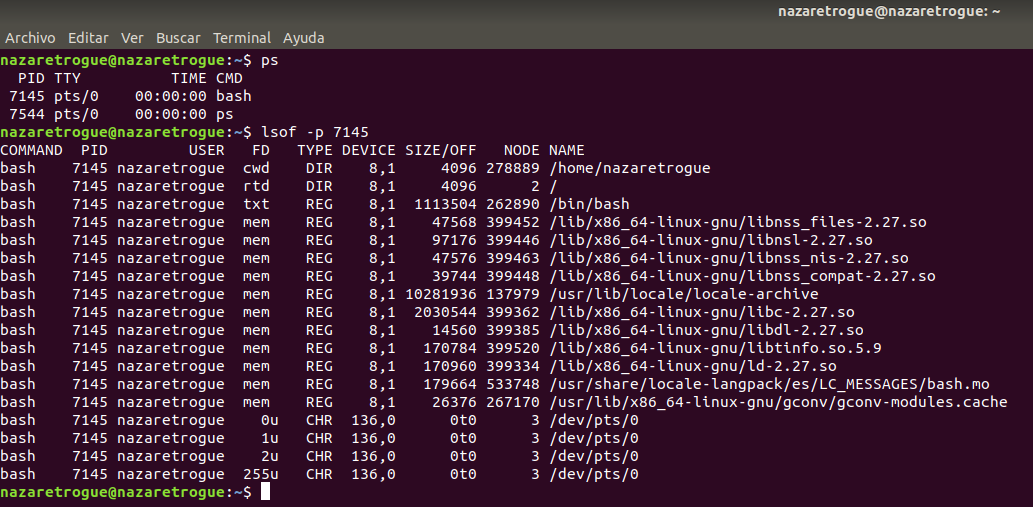 nazaretrogue@nazaretrogue: ~
Archivo Editar Ver Buscar Terminal Ayuda
nazaretrogue@nazaretrogue:~$ ps
  PID TTY          TIME CMD
 7145 pts/0    00:00:00 bash
 7544 pts/0    00:00:00 ps
nazaretrogue@nazaretrogue:~$ lsof -p 7145
COMMAND  PID         USER   FD   TYPE DEVICE SIZE/OFF   NODE NAME
bash    7145 nazaretrogue  cwd    DIR    8,1     4096 278889 /home/nazaretrogue
bash    7145 nazaretrogue  rtd    DIR    8,1     4096      2 /
bash    7145 nazaretrogue  txt    REG    8,1  1113504 262890 /bin/bash
bash    7145 nazaretrogue  mem    REG    8,1    47568 399452 /lib/x86_64-linux-gnu/libnss_files-2.27.so
bash    7145 nazaretrogue  mem    REG    8,1    97176 399446 /lib/x86_64-linux-gnu/libnsl-2.27.so
bash    7145 nazaretrogue  mem    REG    8,1    47576 399463 /lib/x86_64-linux-gnu/libnss_nis-2.27.so
bash    7145 nazaretrogue  mem    REG    8,1    39744 399448 /lib/x86_64-linux-gnu/libnss_compat-2.27.so
bash    7145 nazaretrogue  mem    REG    8,1 10281936 137979 /usr/lib/locale/locale-archive
bash    7145 nazaretrogue  mem    REG    8,1  2030544 399362 /lib/x86_64-linux-gnu/libc-2.27.so
bash    7145 nazaretrogue  mem    REG    8,1    14560 399385 /lib/x86_64-linux-gnu/libdl-2.27.so
bash    7145 nazaretrogue  mem    REG    8,1   170784 399520 /lib/x86_64-linux-gnu/libtinfo.so.5.9
bash    7145 nazaretrogue  mem    REG    8,1   170960 399334 /lib/x86_64-linux-gnu/ld-2.27.so
bash    7145 nazaretrogue  mem    REG    8,1   179664 533748 /usr/share/locale-langpack/es/LC_MESSAGES/bash.mo
bash    7145 nazaretrogue  mem    REG    8,1    26376 267170 /usr/lib/x86_64-linux-gnu/gconv/gconv-modules.cache
bash    7145 nazaretrogue    0u   CHR  136,0      0t0      3 /dev/pts/0
bash    7145 nazaretrogue    1u   CHR  136,0      0t0      3 /dev/pts/0
bash    7145 nazaretrogue    2u   CHR  136,0      0t0      3 /dev/pts/0
bash    7145 nazaretrogue  255u   CHR  136,0      0t0      3 /dev/pts/0
nazaretrogue@nazaretrogue:~$